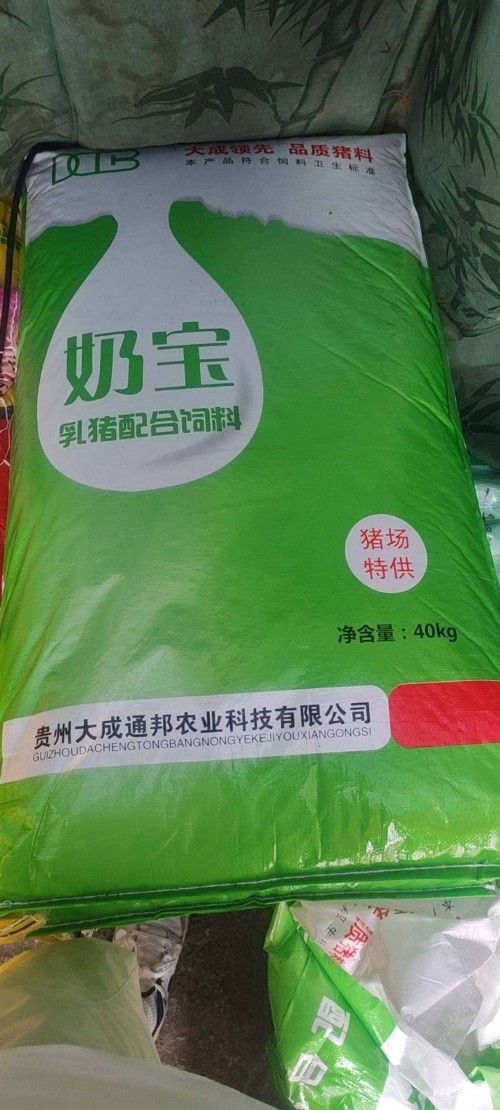 大成领先 品质猪料
本产品符合饲料卫生标准
奶宝
乳猪配合饲料
猪场
特供
净含量：40kg
贵州大成通邦农业科技有限公司
GUIZHOUDACHENGTONGBANGNONGYEKEJIYOUXIANGONGSI
配合